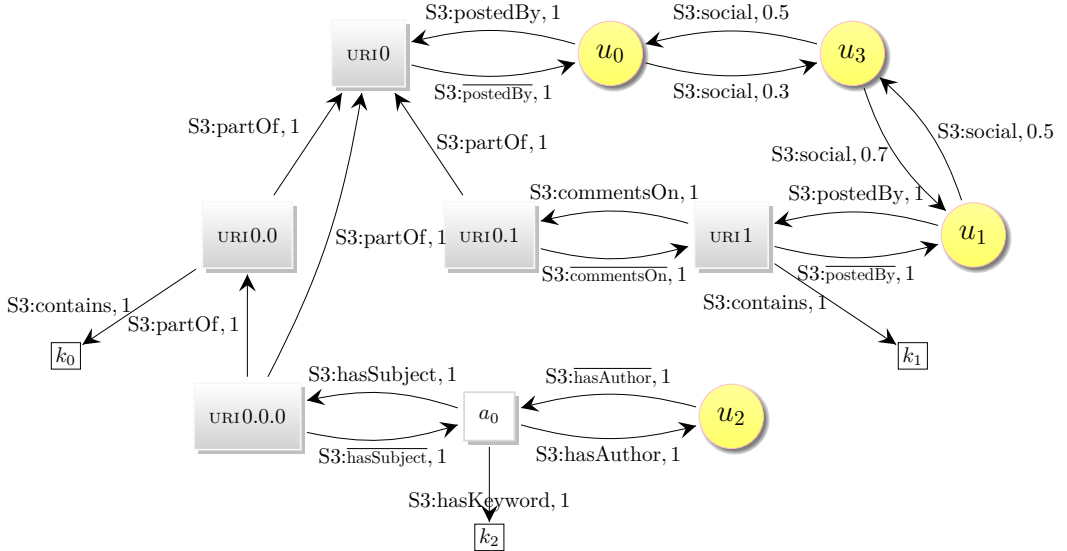 S3:postedBy, 1
S3:social, 0.5
URI0
u0
u3
S3:postedBy, 1
S3:social, 0.3
S3:partOf, 1
S3:partOf, 1
S3:social, 0.5
S3:social, 0.7
S3:commentsOn, 1
S3:postedBy, 1
URI0.0
S3:partOf, 1
URI0.1
URI1
u1
S3:commentsOn, 1
S3:postedBy, 1
S3:contains, 1
S3:contains, 1
S3:partOf, 1
k0
k1
S3:hasSubject, 1
S3:hasAuthor, 1
URI0.0.0
a0
u2
S3:hasSubject, 1
S3:hasAuthor, 1
S3:hasKeyword, 1
k2